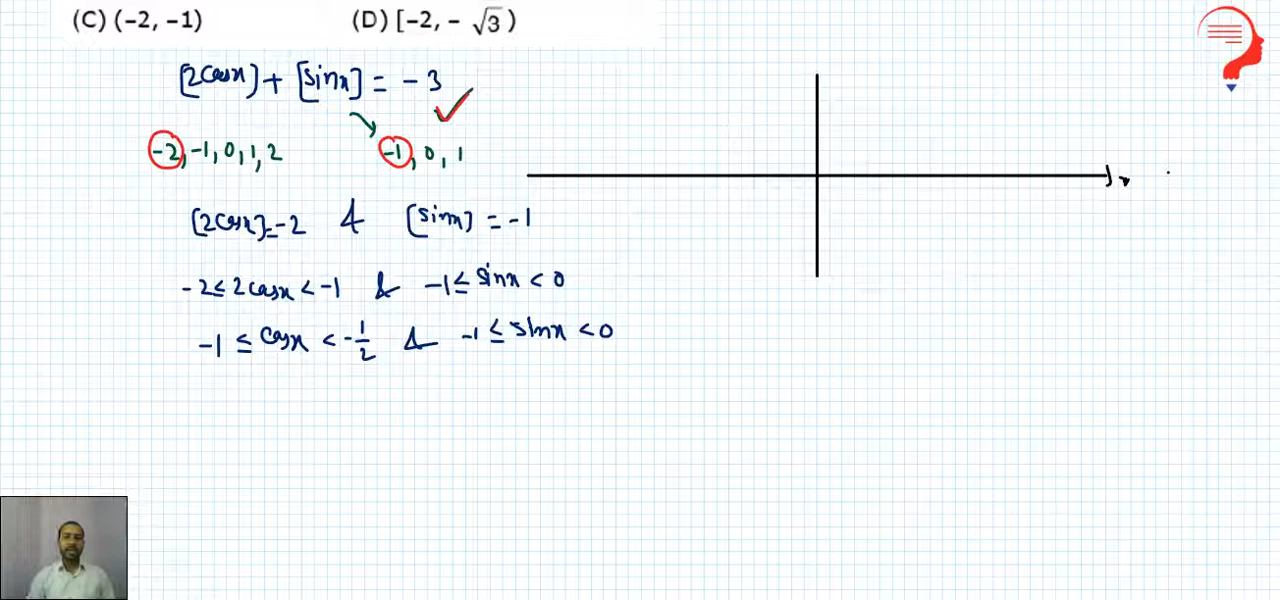 (C) (−2, −1) (D) [−2, − √3 )
[2cosx] + [sinx] = - 3
-2, -1, 0, 1, 2 -1, 0, 1
[2cosx] = -2 & [sinx] = -1
-2 ≤ 2cosx < -1 & -1 ≤ sinx < 0
-1 ≤ cosx < -1/2 & -1 ≤ sinx < 0